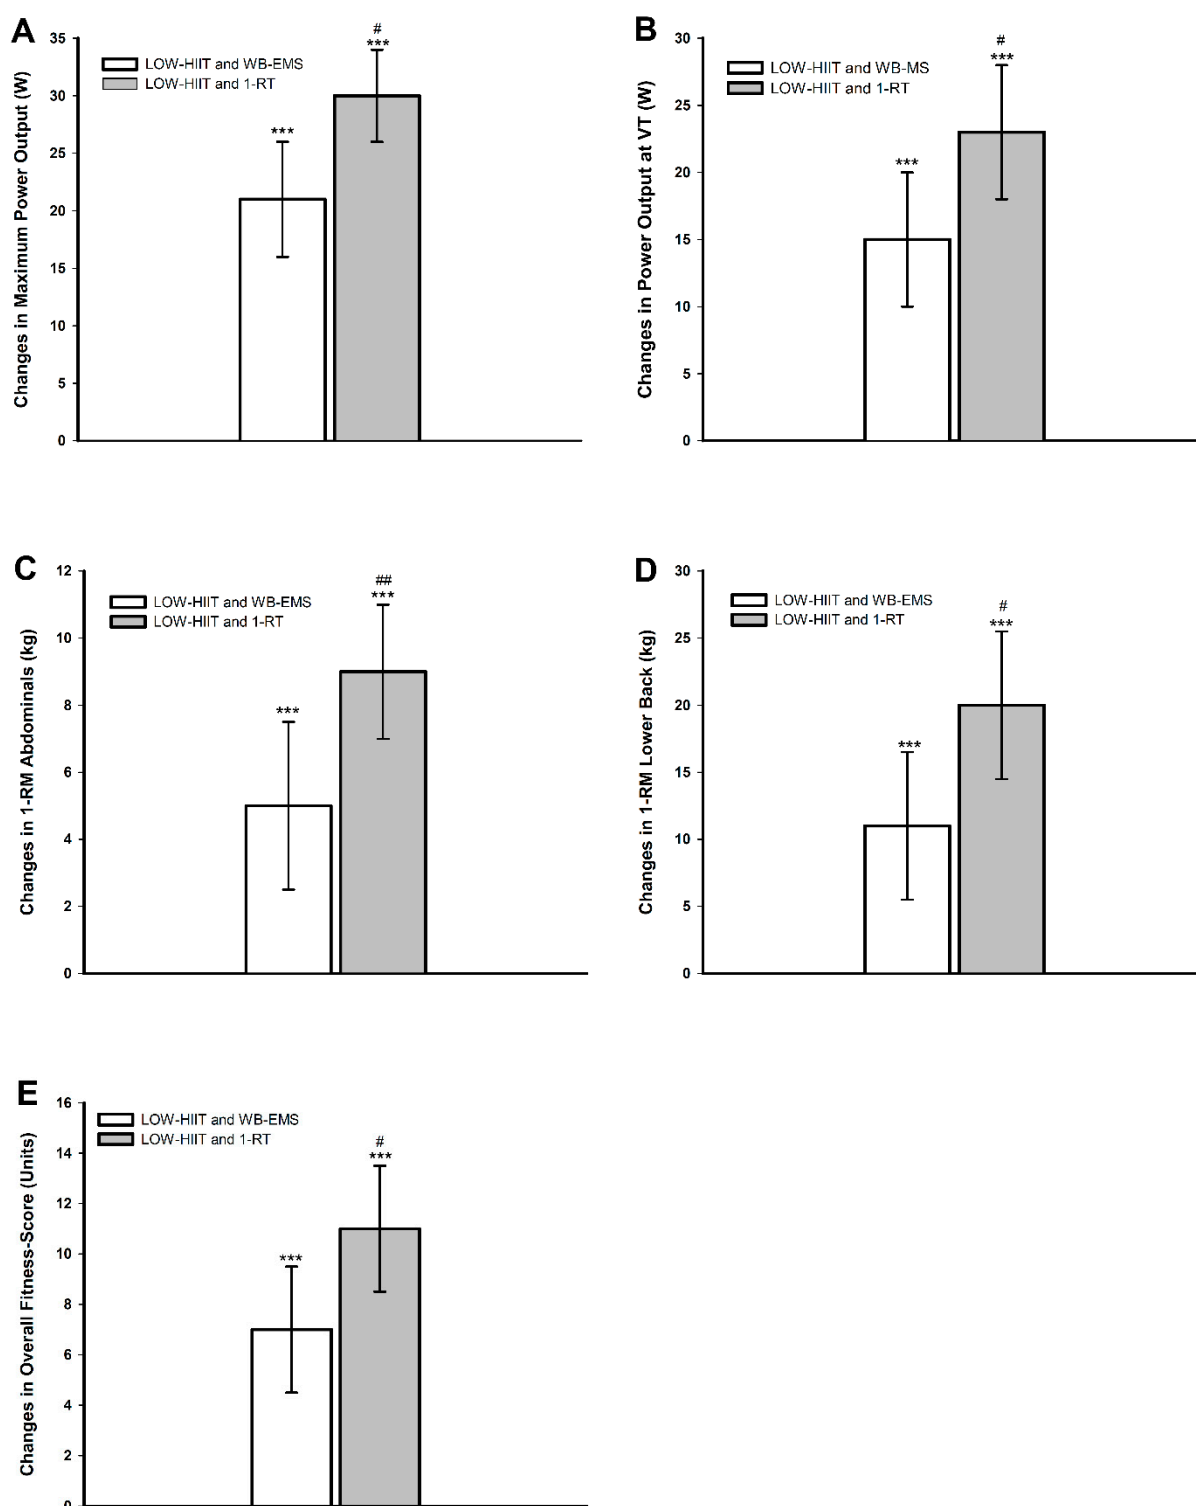 A
Changes in Maximum Power Output (W)
35
30
25
20
15
10
5
0
LOW-HIIT and WB-EMS
LOW-HIIT and 1-RT
***
#
***
B
Changes in Power Output at VT (W)
30
25
20
15
10
5
0
LOW-HIIT and WB-MS
LOW-HIIT and 1-RT
***
#
***
C
Changes in 1-RM Abdominals (kg)
12
10
8
6
4
2
0
LOW-HIIT and WB-EMS
LOW-HIIT and 1-RT
***
##
***
D
Changes in 1-RM Lower Back (kg)
30
25
20
15
10
5
0
LOW-HIIT and WB-EMS
LOW-HIIT and 1-RT
***
#
***
E
Changes in Overall Fitness-Score (Units)
16
14
12
10
8
6
4
2
0
LOW-HIIT and WB-EMS
LOW-HIIT and 1-RT
***
#
***